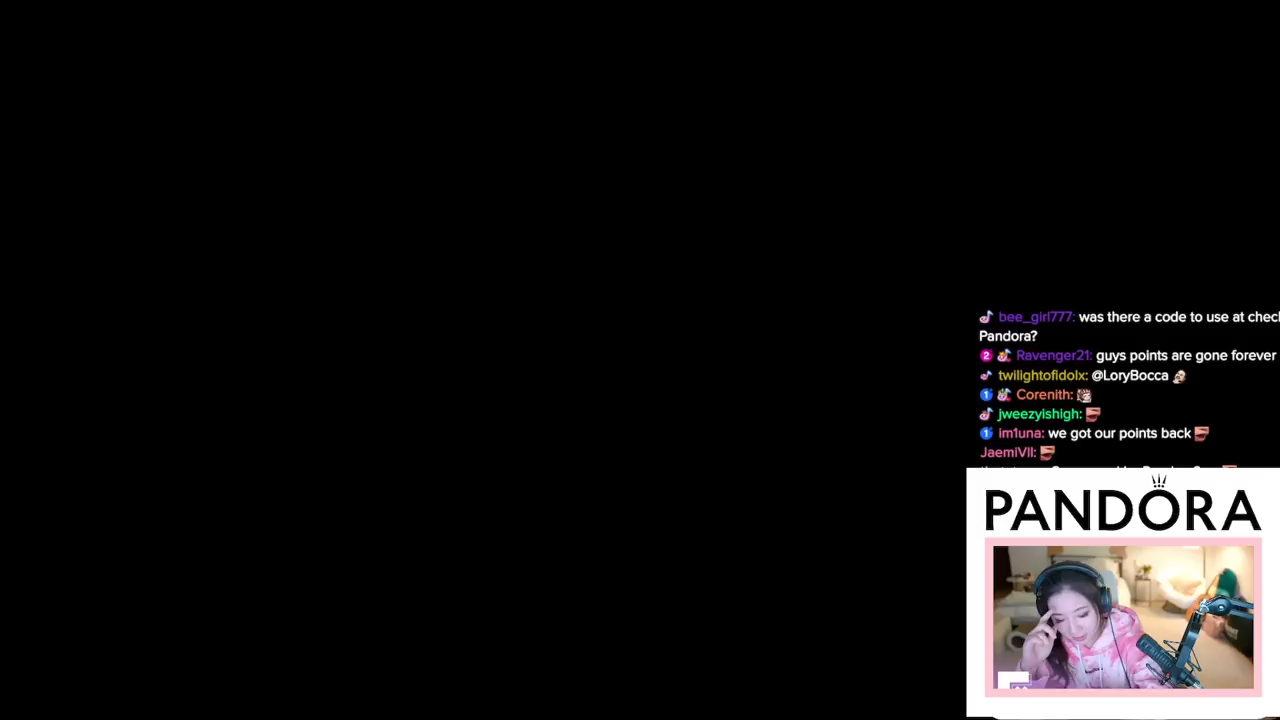 bee_girl777: was there a code to use at
Pandora?
Ravenger21: guys points are gone forever
twilightofidolx: @LoryBocca
Corenith:
jweezyishigh:
im1una: we got our points back
JaemiVII:
PANDORA